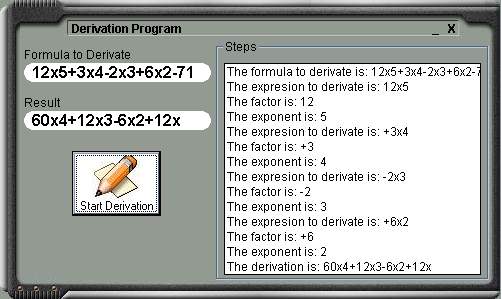 Derivation Program
_ X
Formula to Derivate
12x5+3x4-2x3+6x2-71
Result
60x4+12x3-6x2+12x
Start Derivation
Steps
The formula to derivate is: 12x5+3x4-2x3+6x2-7
The expresion to derivate is: 12x5
The factor is: 12
The exponent is: 5
The expresion to derivate is: +3x4
The factor is: +3
The exponent is: 4
The expresion to derivate is: -2x3
The factor is: -2
The exponent is: 3
The expresion to derivate is: +6x2
The factor is: +6
The exponent is: 2
The derivation is: 60x4+12x3-6x2+12x